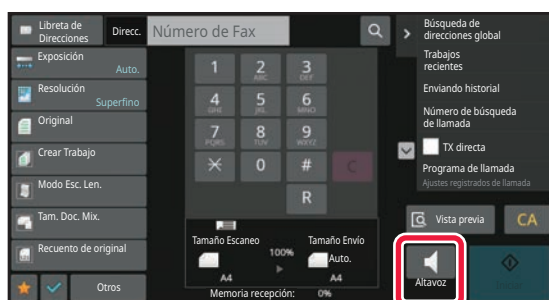 Libreta de
Direcciones
Direcc.
Número de Fax
Exposición
Auto.
Resolución
Superfino
Original
Crear Trabajo
Modo Esc. Len.
Tam. Doc. Mix.
Recuento de original
Otros
1
2
ABC
3
DEF
4
GHI
5
JKL
6
MNO
7
PQRS
8
TUV
9
WXYZ
0
#
C
R
Tamaño Escaneo
100%
Tamaño Envío
Auto.
A4
A4
Memoria recepción: 0%
Búsqueda de
direcciones global
Trabajos
recientes
Enviando historial
Número de búsqueda
de llamada
TX directa
Programa de llamada
Ajustes registrados de llamada
Vista previa
CA
Altavoz